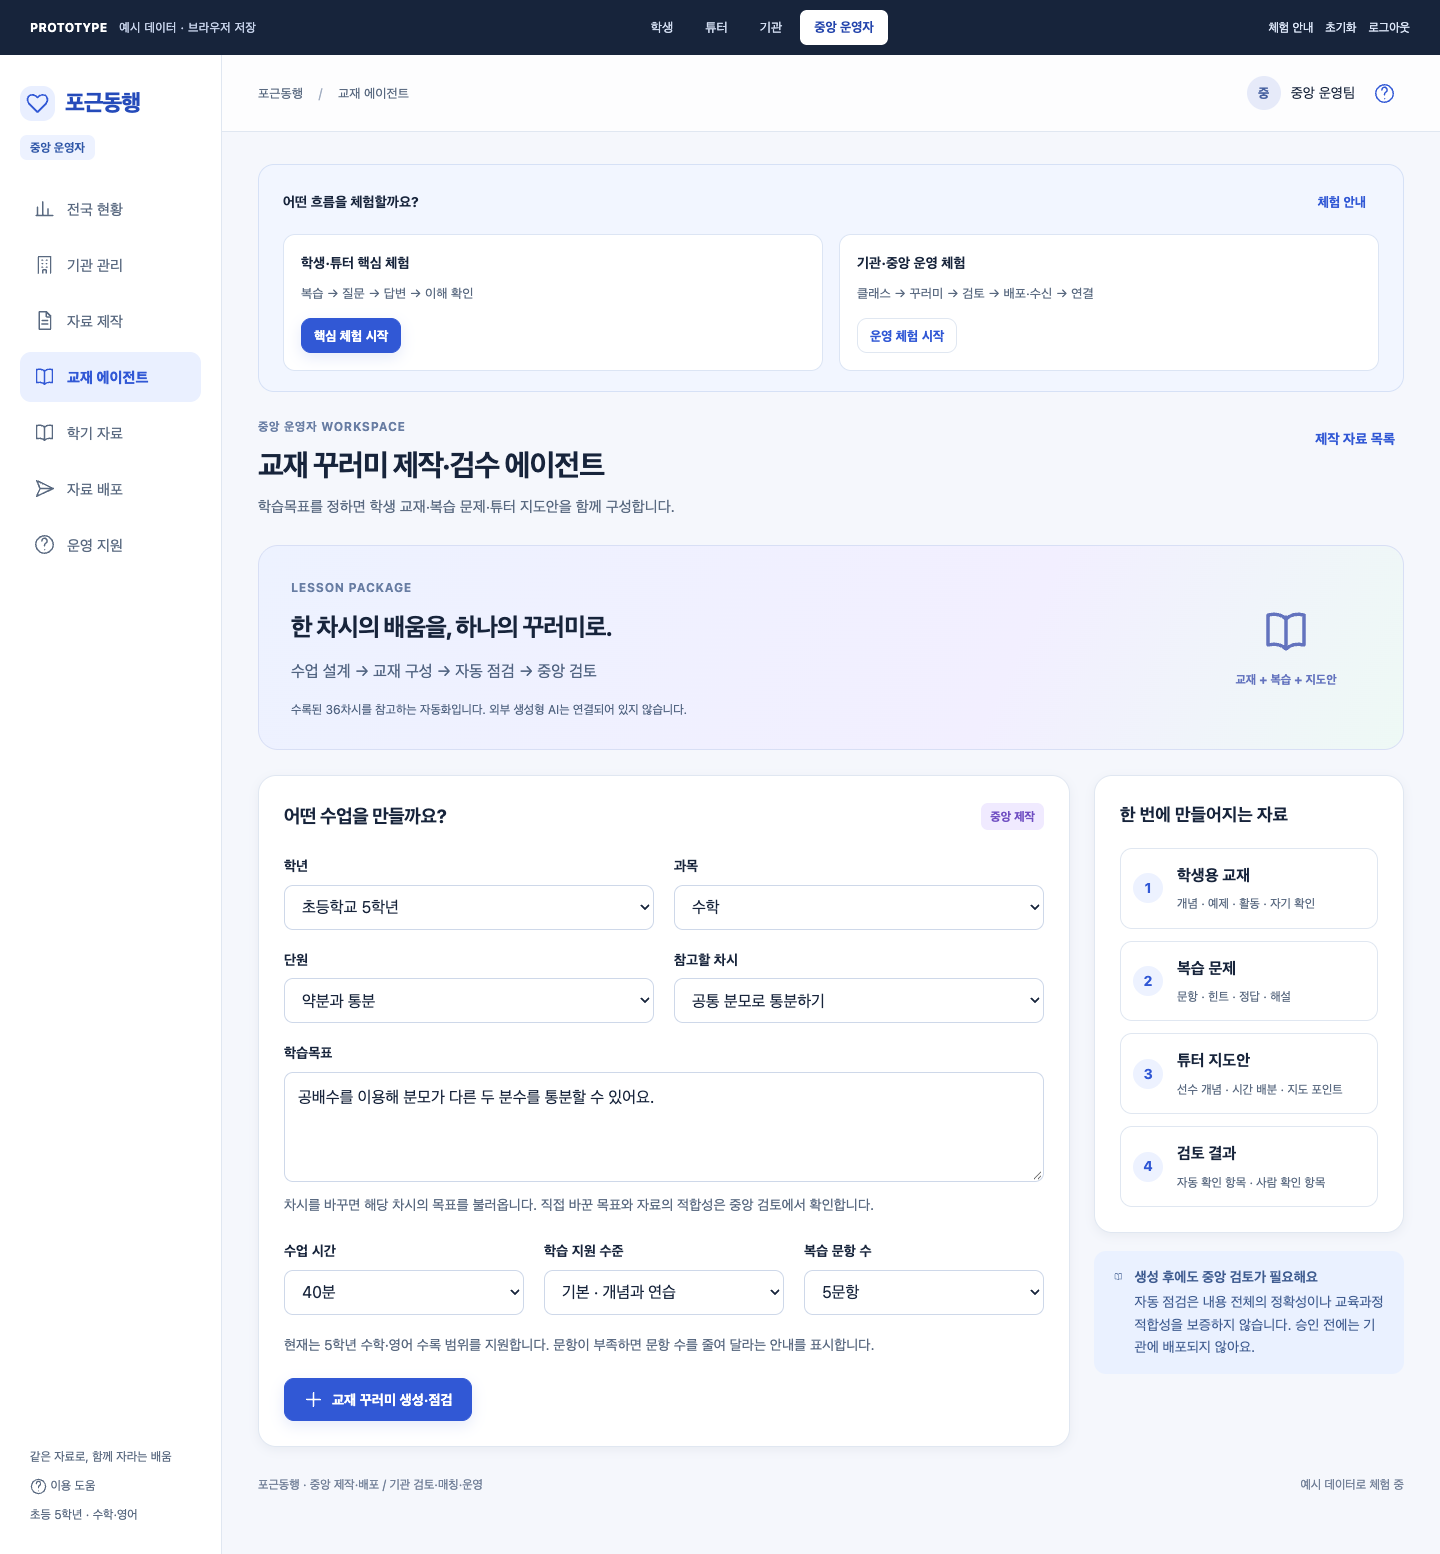 PROTOTYPE 예시 데이터 · 브라우저 저장
학생 튜터 기관 중앙 운영자
체험 안내 초기화 로그아웃
포근동행
중앙 운영자
전국 현황
기관 관리
자료 제작
교재 에이전트
학기 자료
자료 배포
운영 지원
같은 자료로, 함께 자라는 배움
이용 도움
초등 5학년 · 수학·영어
포근동행 / 교재 에이전트
중 중앙 운영팀
어떤 흐름을 체험할까요?
체험 안내
학생·튜터 핵심 체험
복습 → 질문 → 답변 → 이해 확인
핵심 체험 시작
기관·중앙 운영 체험
클래스 → 꾸러미 → 검토 → 배포·수신 → 연결
운영 체험 시작
중앙 운영자 WORKSPACE
교재 꾸러미 제작·검수 에이전트
학습목표를 정하면 학생 교재·복습 문제·튜터 지도안을 함께 구성합니다.
제작 자료 목록
LESSON PACKAGE
한 차시의 배움을, 하나의 꾸러미로.
수업 설계 → 교재 구성 → 자동 점검 → 중앙 검토
수록된 36차시를 참고하는 자동화입니다. 외부 생성형 AI는 연결되어 있지 않습니다.
교재 + 복습 + 지도안
어떤 수업을 만들까요?
중앙 제작
학년
초등학교 5학년
과목
수학
단원
약분과 통분
참고할 차시
공통 분모로 통분하기
학습목표
공배수를 이용해 분모가 다른 두 분수를 통분할 수 있어요.
차시를 바꾸면 해당 차시의 목표를 불러옵니다. 직접 바꾼 목표와 자료의 적합성은 중앙 검토에서 확인합니다.
수업 시간
40분
학습 지원 수준
기본 · 개념과 연습
복습 문항 수
5문항
현재는 5학년 수학·영어 수록 범위를 지원합니다. 문항이 부족하면 문항 수를 줄여 달라는 안내를 표시합니다.
교재 꾸러미 생성·점검
한 번에 만들어지는 자료
1
학생용 교재
개념 · 예제 · 활동 · 자기 확인
2
복습 문제
문항 · 힌트 · 정답 · 해설
3
튜터 지도안
선수 개념 · 시간 배분 · 지도 포인트
4
검토 결과
자동 확인 항목 · 사람 확인 항목
생성 후에도 중앙 검토가 필요해요
자동 점검은 내용 전체의 정확성이나 교육과정
적합성을 보증하지 않습니다. 승인 전에는 기
관에 배포되지 않아요.
포근동행 · 중앙 제작·배포 / 기관 검토·매칭·운영
예시 데이터로 체험 중